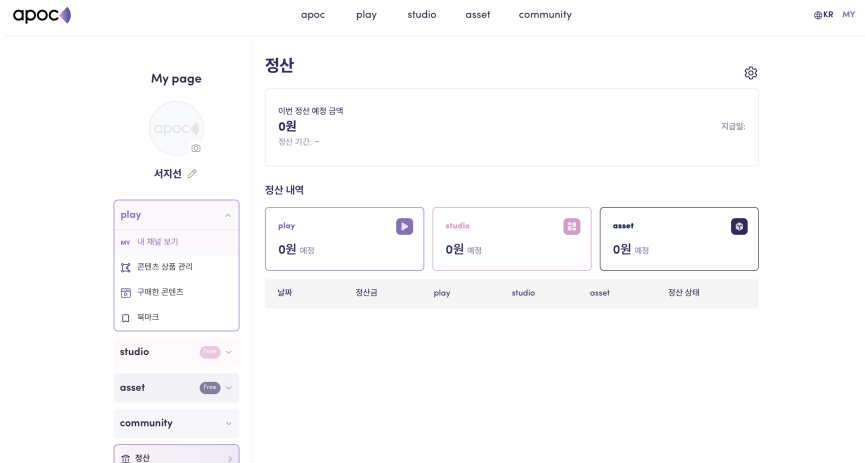 apoc
apoc play studio asset community
KR MY
My page
apoc
서지선
play
MY 내 채널 보기
콘텐츠 상품 관리
구매한 콘텐츠
북마크
studio Free
asset Free
community
정산
정산
이번 정산 예정 금액
0원
정산 기간: ~
지급일:
정산 내역
play
0원 예정
studio
0원 예정
asset
0원 예정
날짜 정산금 play studio asset 정산 상태